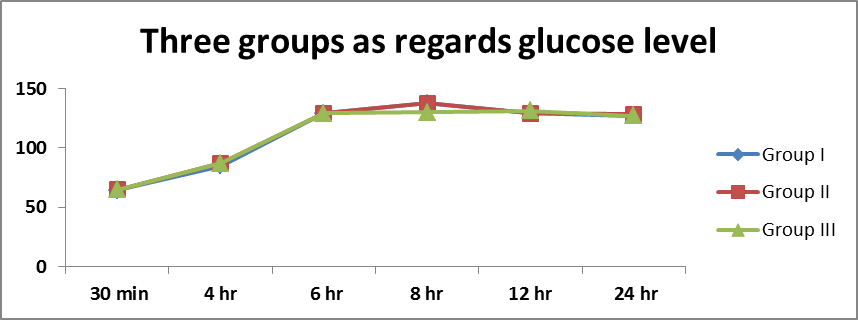 Three groups as regards glucose level
150
100
50
0
30 min 4 hr 6 hr 8 hr 12 hr 24 hr
Group I
Group II
Group III